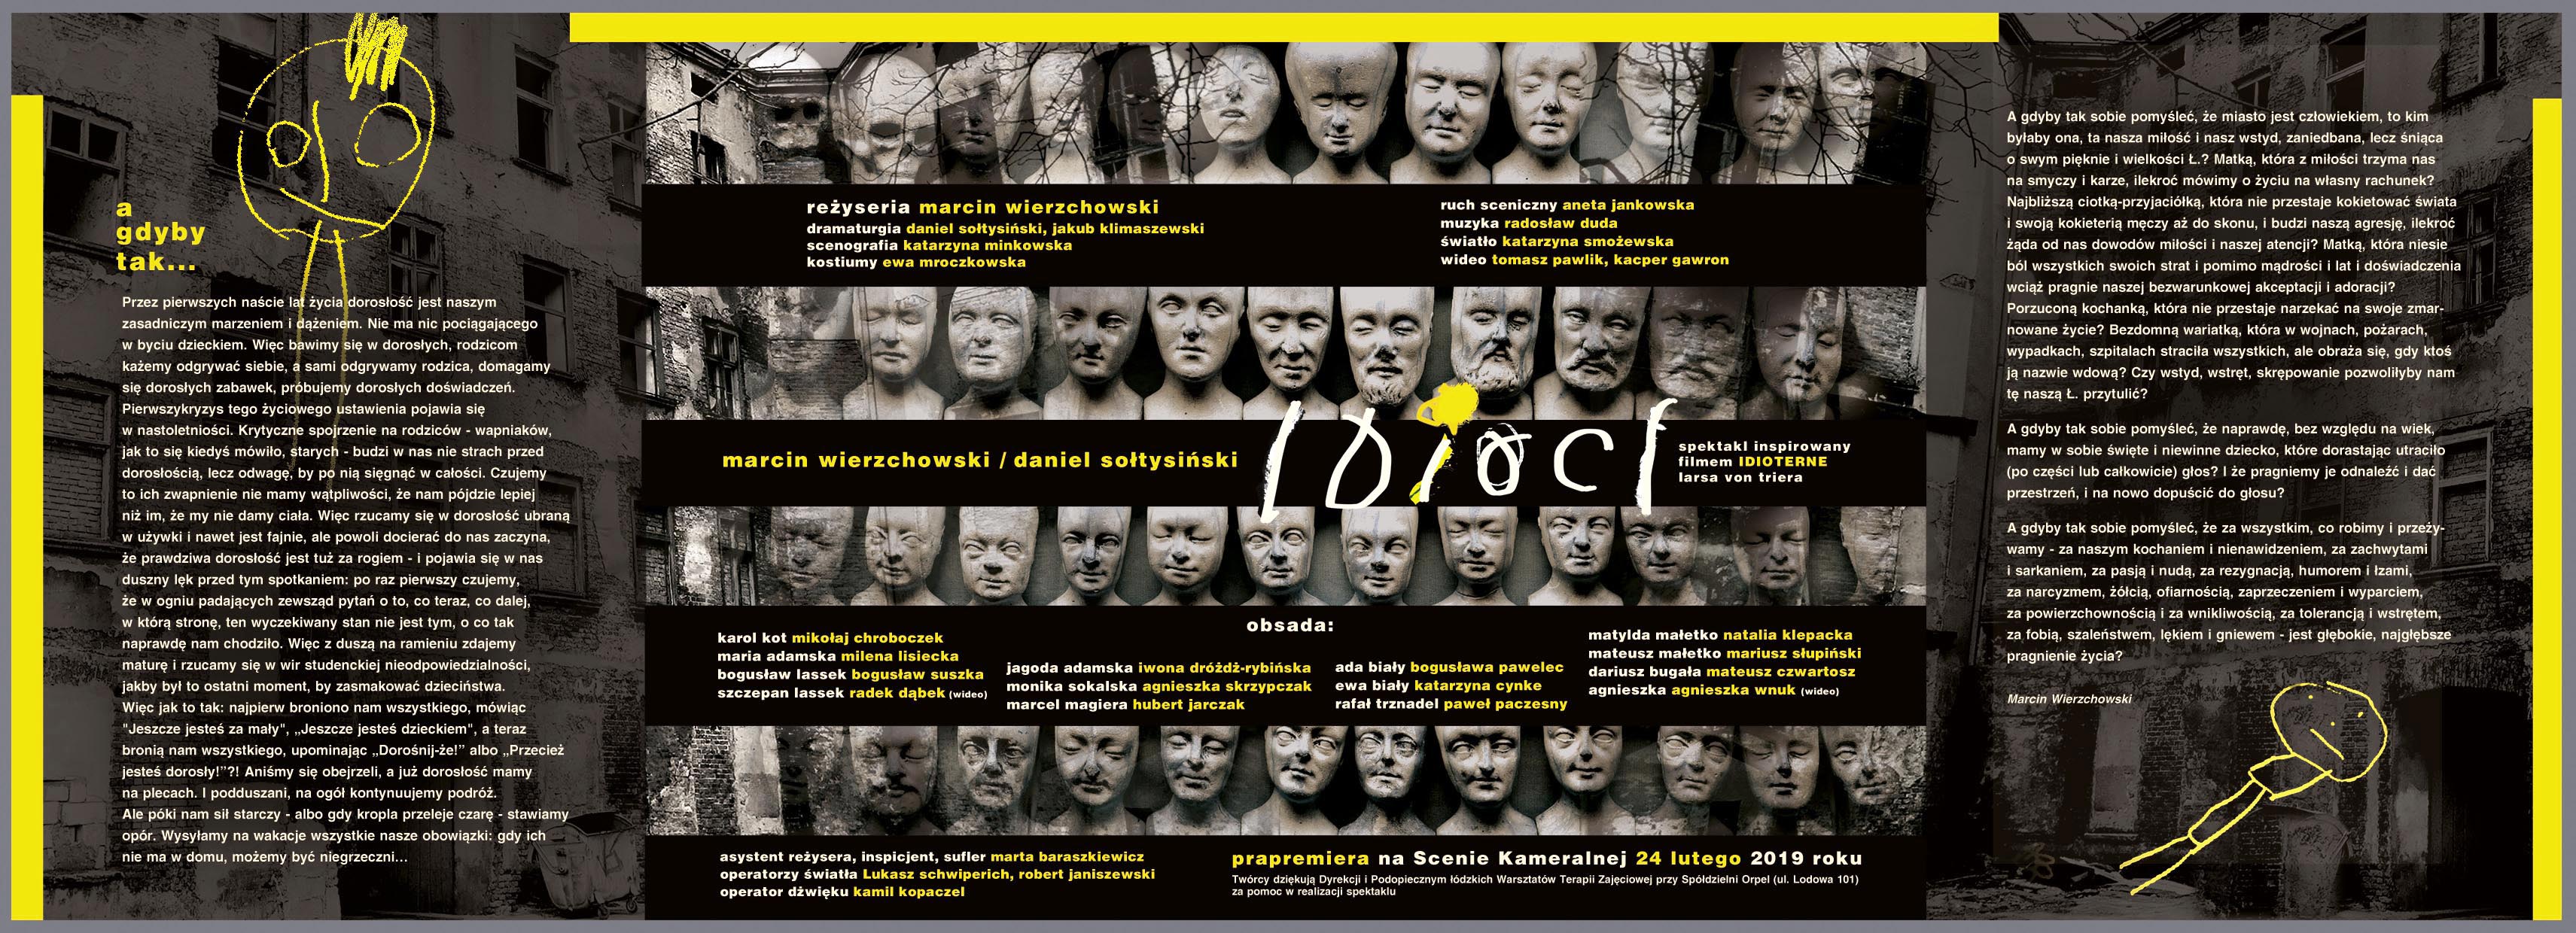 a
gdyby
tak...
Przez pierwszych naście lat życia dorosłość jest naszym
zasadniczym marzeniem i dążeniem. Nie ma nic pociągającego
w byciu dzieckiem. Więc bawimy się w dorosłych, rodzicom
każemy odgrywać siebie, a sami odgrywamy rodzica, domagamy
się dorosłych zabawek, próbujemy dorosłych doświadczeń.
Pierwszykryzys tego życiowego ustawienia pojawia się
w nastoletniości. Krytyczne spojrzenie na rodziców - wapniaków,
jak to się kiedyś mówiło, starych - budzi w nas nie strach przed
dorosłością, lecz odwagę, by po nią sięgnąć w całości. Czujemy
to ich zwapnienie nie mamy wątpliwości, że nam pójdzie lepiej
niż im, że my nie damy ciała. Więc rzucamy się w dorosłość ubraną
w używki i nawet jest fajnie, ale powoli docierać do nas zaczyna,
że prawdziwa dorosłość jest tuż za rogiem - i pojawia się w nas
duszny lęk przed tym spotkaniem: po raz pierwszy czujemy,
że w ogniu padających zewsząd pytań o to, co teraz, co dalej,
w którą stronę, ten wyczekiwany stan nie jest tym, o co tak
naprawdę nam chodziło. Więc z duszą na ramieniu zdajemy
maturę i rzucamy się w wir studenckiej nieodpowiedzialności,
jakby był to ostatni moment, by zasmakować dzieciństwa.
Więc jak to tak: najpierw broniono nam wszystkiego, mówiąc
"Jeszcze jesteś za mały", „Jeszcze jesteś dzieckiem", a teraz
bronią nam wszystkiego, upominając „Dorośnij-że!” albo „Przecież
jesteś dorosły!”?! Aniśmy się obejrzeli, a już dorosłość mamy
na plecach. I podduszani, na ogół kontynuujemy podróż.
Ale póki nam sił starczy - albo gdy kropla przeleje czarę - stawiamy
opór. Wysyłamy na wakacje wszystkie nasze obowiązki: gdy ich
nie ma w domu, możemy być niegrzeczni...
reżyseria marcin wierzchowski
dramaturgia daniel sołtysiński, jakub klimaszewski
scenografia katarzyna minkowska
kostiumy ewa mroczkowska
ruch sceniczny aneta jankowska
muzyka radosław duda
światło katarzyna smożewska
wideo tomasz pawlik, kacper gawron
marcin wierzchowski / daniel sołtysiński
IDIOCI
spektakl inspirowany
filmem IDIOTERNE
larsa von triera
obsada:
karol kot mikołaj chroboczek
maria adamska milena lisiecka
bogusław lassek bogusław suszka
szczepan lassek radek dąbek (wideo)
jagoda adamska iwona dróżdż-rybińska
monika sokalska agnieszka skrzypczak
marcel magiera hubert jarczak
ada biały bogusława pawelec
ewa biały katarzyna cynke
rafał trznadel paweł paczesny
matylda małetko natalia klepacka
mateusz małetko mariusz słupiński
dariusz bugała mateusz czwartosz
agnieszka agnieszka wnuk (wideo)
asystent reżysera, inspicjent, sufler marta baraszkiewicz
operatorzy światła Lukasz schwiperich, robert janiszewski
operator dźwięku kamil kopaczel
prapremiera na Scenie Kameralnej 24 lutego 2019 roku
Twórcy dziękują Dyrekcji i Podopiecznym łódzkich Warsztatów Terapii Zajęciowej przy Spółdzielni Orpel (ul. Lodowa 101)
za pomoc w realizacji spektaklu
A gdyby tak sobie pomyśleć, że miasto jest człowiekiem, to kim
byłaby ona, ta nasza miłość i nasz wstyd, zaniedbana, lecz śniąca
o swym pięknie i wielkości Ł.? Matką, która z miłości trzyma nas
na smyczy i karze, ilekroć mówimy o życiu na własny rachunek?
Najbliższą ciotką-przyjaciółką, która nie przestaje kokietować świata
i swoją kokieterią męczy aż do skonu, i budzi naszą agresję, ilekroć
żąda od nas dowodów miłości i naszej atencji? Matką, która niesie
ból wszystkich swoich strat i pomimo mądrości i lat i doświadczenia
wciąż pragnie naszej bezwarunkowej akceptacji i adoracji?
Porzuconą kochanką, która nie przestaje narzekać na swoje zmar-
nowane życie? Bezdomną wariatką, która w wojnach, pożarach,
wypadkach, szpitalach straciła wszystkich, ale obraża się, gdy ktoś
ją nazwie wdową? Czy wstyd, wstręt, skrępowanie pozwoliłyby nam
tę naszą Ł. przytulić?
A gdyby tak sobie pomyśleć, że naprawdę, bez względu na wiek,
mamy w sobie święte i niewinne dziecko, które dorastając utraciło
(po części lub całkowicie) głos? I że pragniemy je odnaleźć i dać
przestrzeń, i na nowo dopuścić do głosu?
A gdyby tak sobie pomyśleć, że za wszystkim, co robimy i przeży-
wamy - za naszym kochaniem i nienawidzeniem, za zachwytami
i sarkaniem, za pasją i nudą, za rezygnacją, humorem i łzami,
za narcyzmem, żółcią, ofiarnością, zaprzeczeniem i wyparciem,
za powierzchownością i za wnikliwością, za tolerancją i wstrętem,
za fobią, szaleństwem, lękiem i gniewem - jest głębokie, najgłębsze
pragnienie życia?
Marcin Wierzchowski